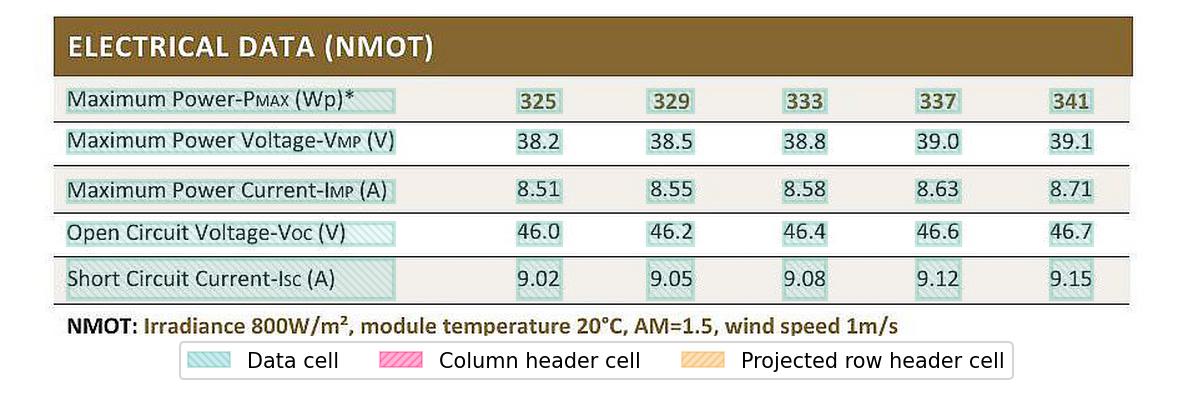 ELECTRICAL DATA (NMOT)
Maximum Power-PMAX (Wp)* 325 329 333 337 341
Maximum Power Voltage-VMP (V) 38.2 38.5 38.8 39.0 39.1
Maximum Power Current-IMP (A) 8.51 8.55 8.58 8.63 8.71
Open Circuit Voltage-VOC (V) 46.0 46.2 46.4 46.6 46.7
Short Circuit Current-ISC (A) 9.02 9.05 9.08 9.12 9.15
NMOT: Irradiance 800W/m², module temperature 20°C, AM=1.5, wind speed 1m/s
Data cell Column header cell Projected row header cell